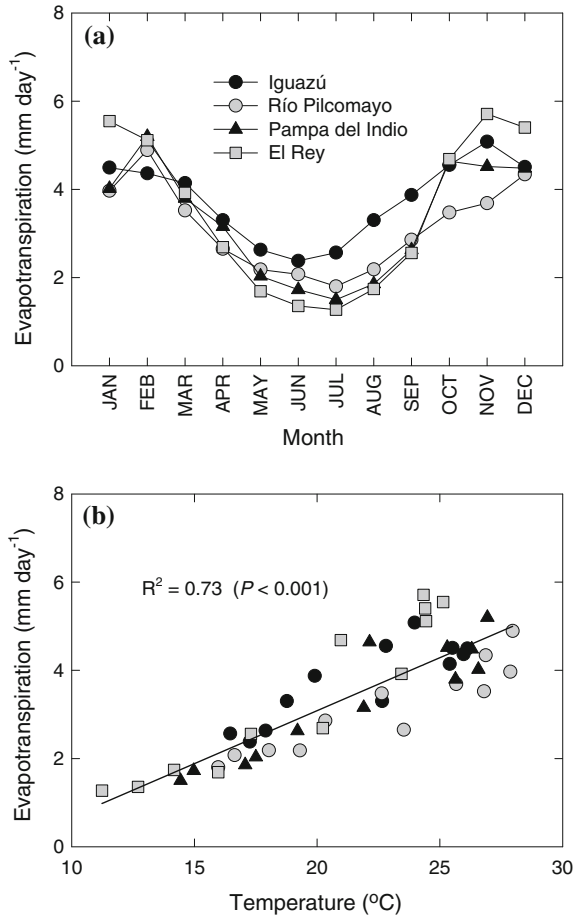 (a)
Evapotranspiration (mm day-1)
8
6
4
2
0
Iguazú
Río Pilcomayo
Pampa del Indio
El Rey
JAN
FEB
MAR
APR
MAY
JUN
JUL
AUG
SEP
OCT
NOV
DEC
Month
(b)
Evapotranspiration (mm day-1)
8
6
4
2
0
R2 = 0.73 (P < 0.001)
10
15
20
25
30
Temperature (oC)